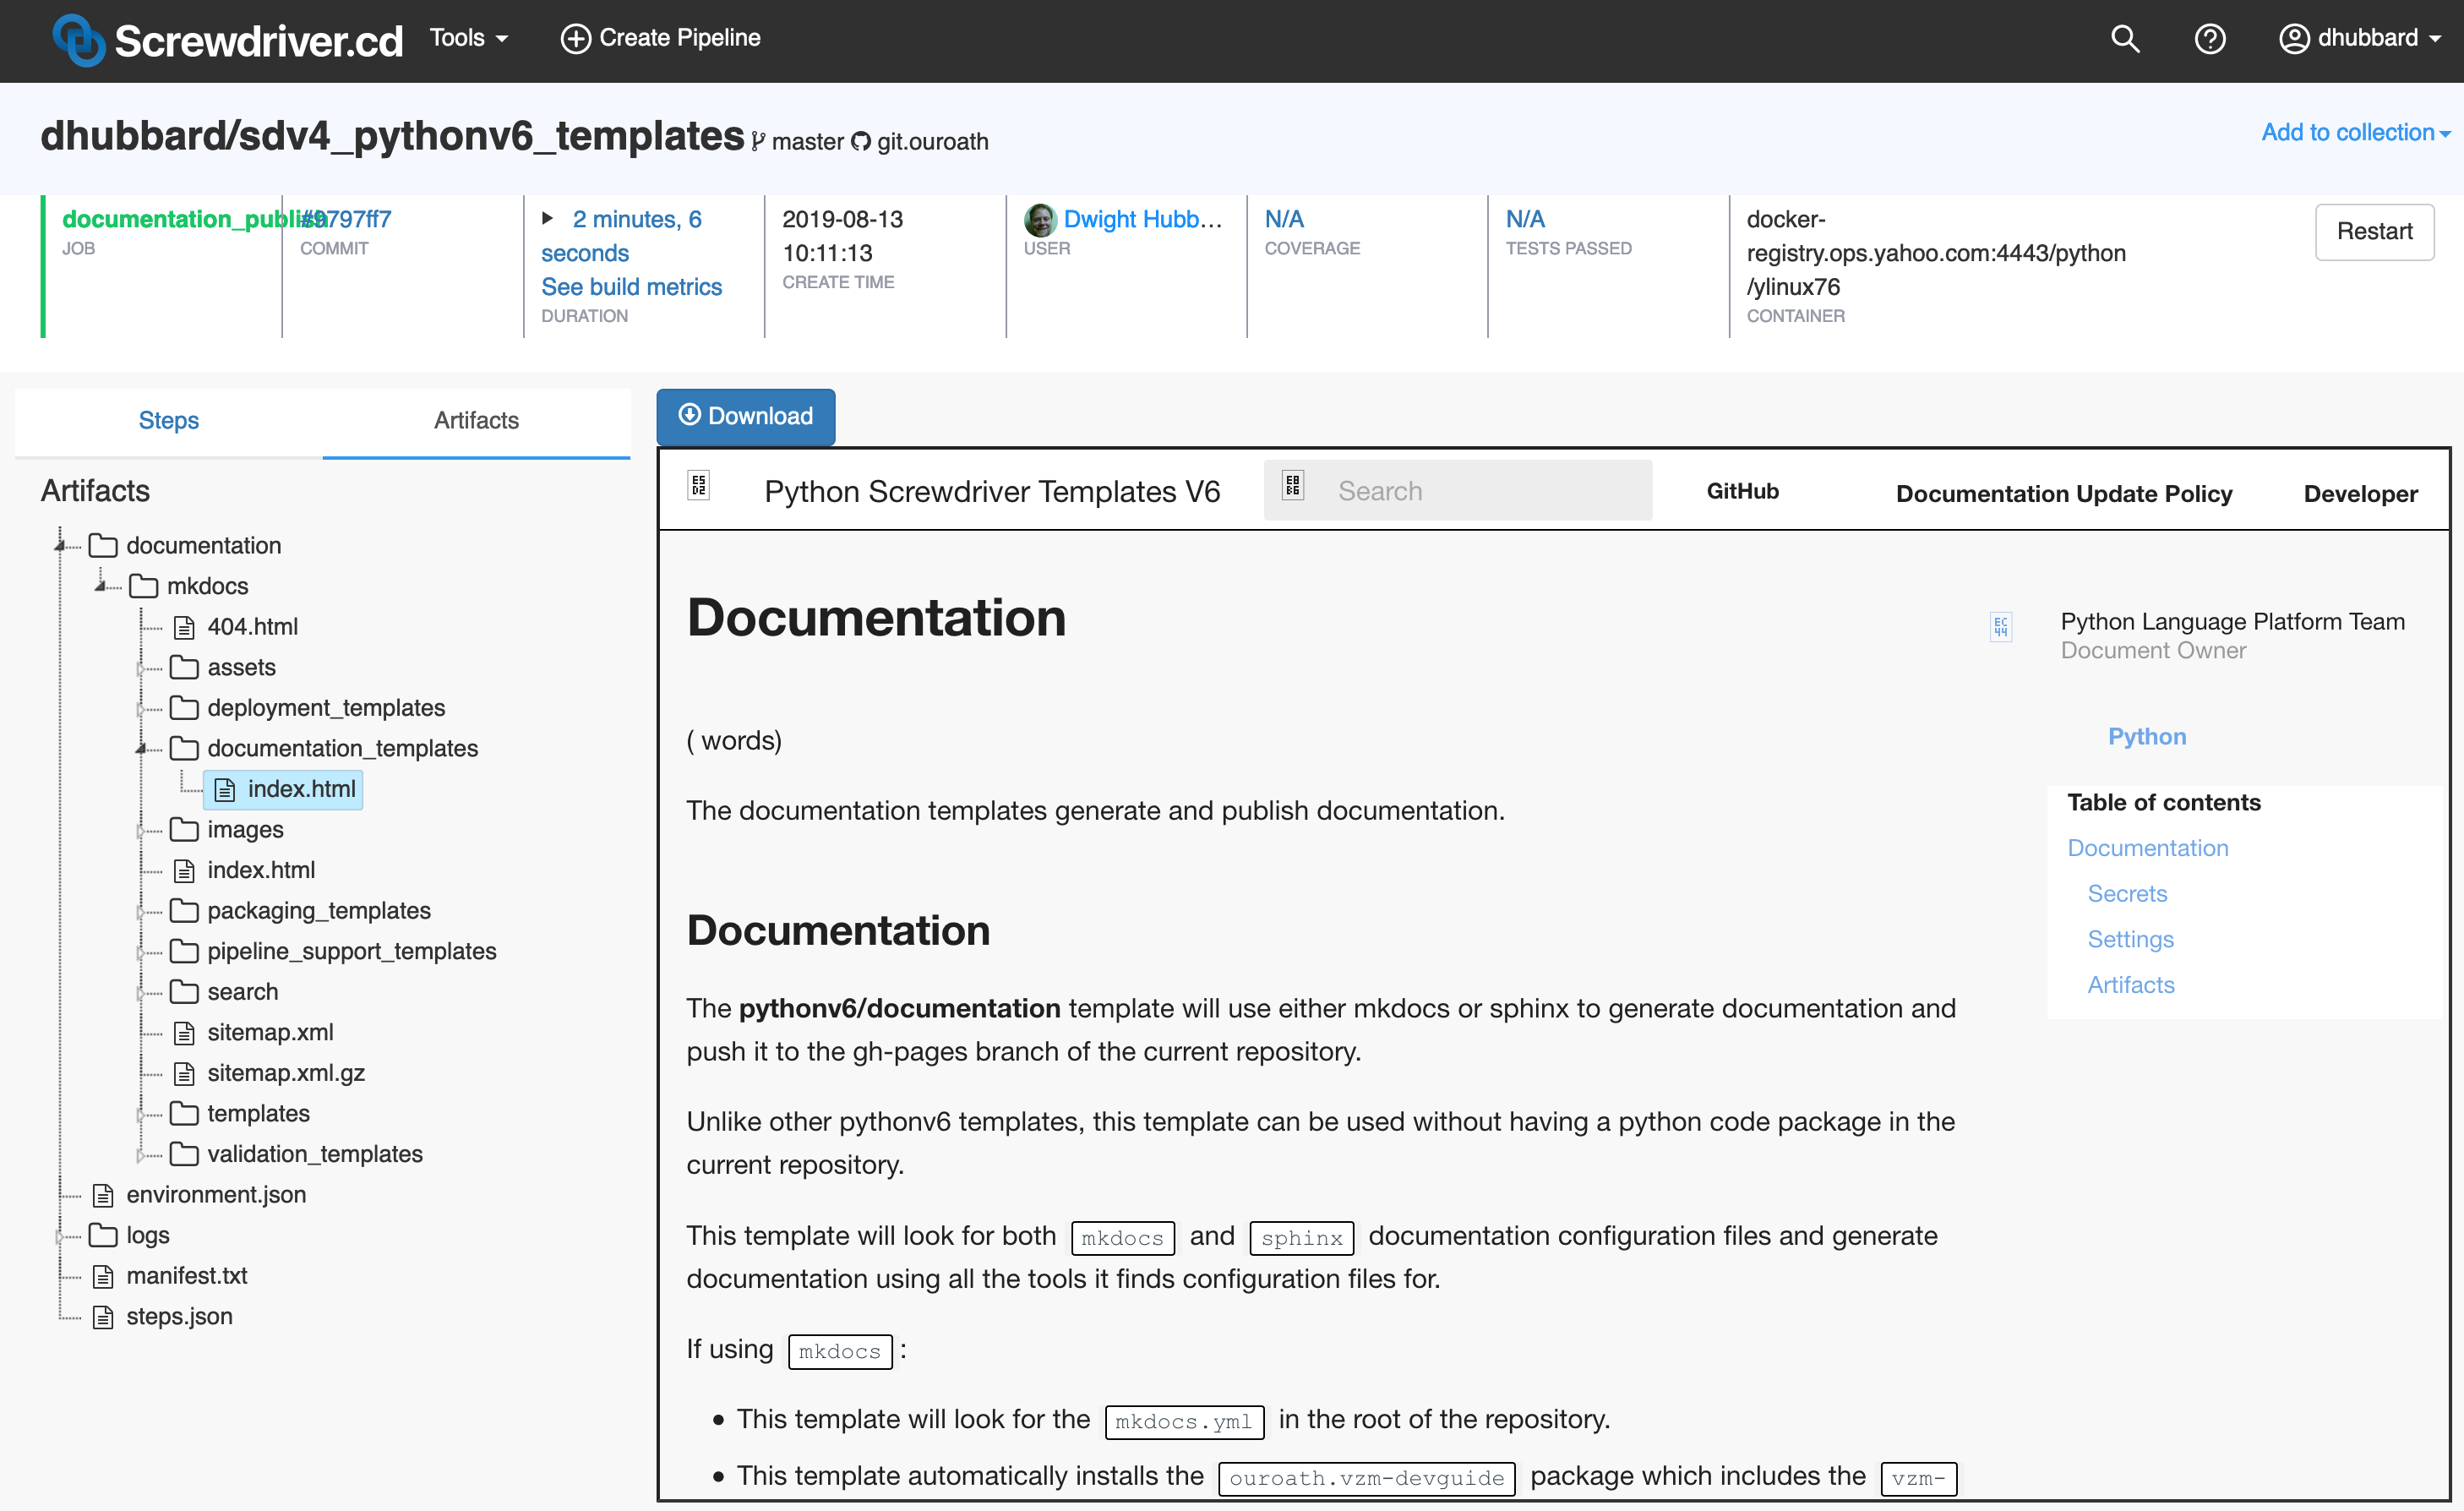 Screwdriver.cd Tools Create Pipeline dhubbard
dhubbard/sdv4_pythonv6_templates master git.ouroath Add to collection
documentation_publish
JOB
#9797ff7
COMMIT
2 minutes, 6
seconds
See build metrics
DURATION
2019-08-13
10:11:13
CREATE TIME
Dwight Hubb...
USER
N/A
COVERAGE
N/A
TESTS PASSED
docker-
registry.ops.yahoo.com:4443/python
/ylinux76
CONTAINER
Restart
Steps Artifacts
Artifacts
documentation
mkdocs
404.html
assets
deployment_templates
documentation_templates
index.html
images
index.html
packaging_templates
pipeline_support_templates
search
sitemap.xml
sitemap.xml.gz
templates
validation_templates
environment.json
logs
manifest.txt
steps.json
Download
E5D2 Python Screwdriver Templates V6 E8B6 Search GitHub Documentation Update Policy Developer
Documentation
( words)
The documentation templates generate and publish documentation.
Documentation
The pythonv6/documentation template will use either mkdocs or sphinx to generate documentation and
push it to the gh-pages branch of the current repository.
Unlike other pythonv6 templates, this template can be used without having a python code package in the
current repository.
This template will look for both mkdocs and sphinx documentation configuration files and generate
documentation using all the tools it finds configuration files for.
If using mkdocs :
• This template will look for the mkdocs.yml in the root of the repository.
• This template automatically installs the ouroath.vzm-devguide package which includes the vzm-
EC44 Python Language Platform Team
Document Owner
Python
Table of contents
Documentation
Secrets
Settings
Artifacts